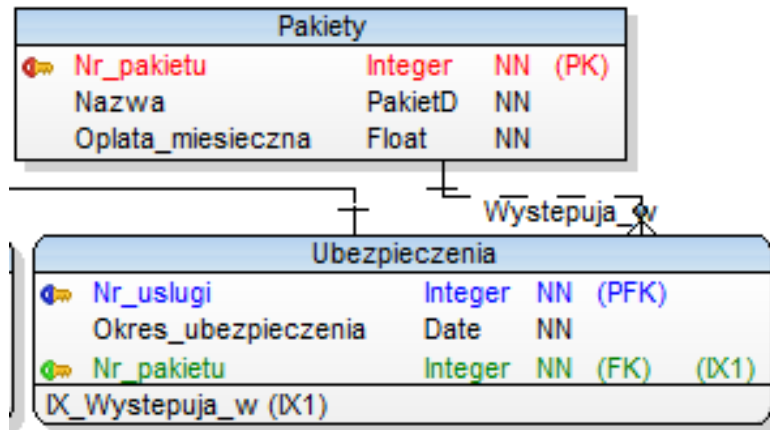 Pakiety
Nr_pakietu Integer NN (PK)
Nazwa PakietD NN
Oplata_miesieczna Float NN
Wystepuja_w
Ubezpieczenia
Nr_uslugi Integer NN (PFK)
Okres_ubezpieczenia Date NN
Nr_pakietu Integer NN (FK) (IX1)
IX_Wystepuja_w (IX1)